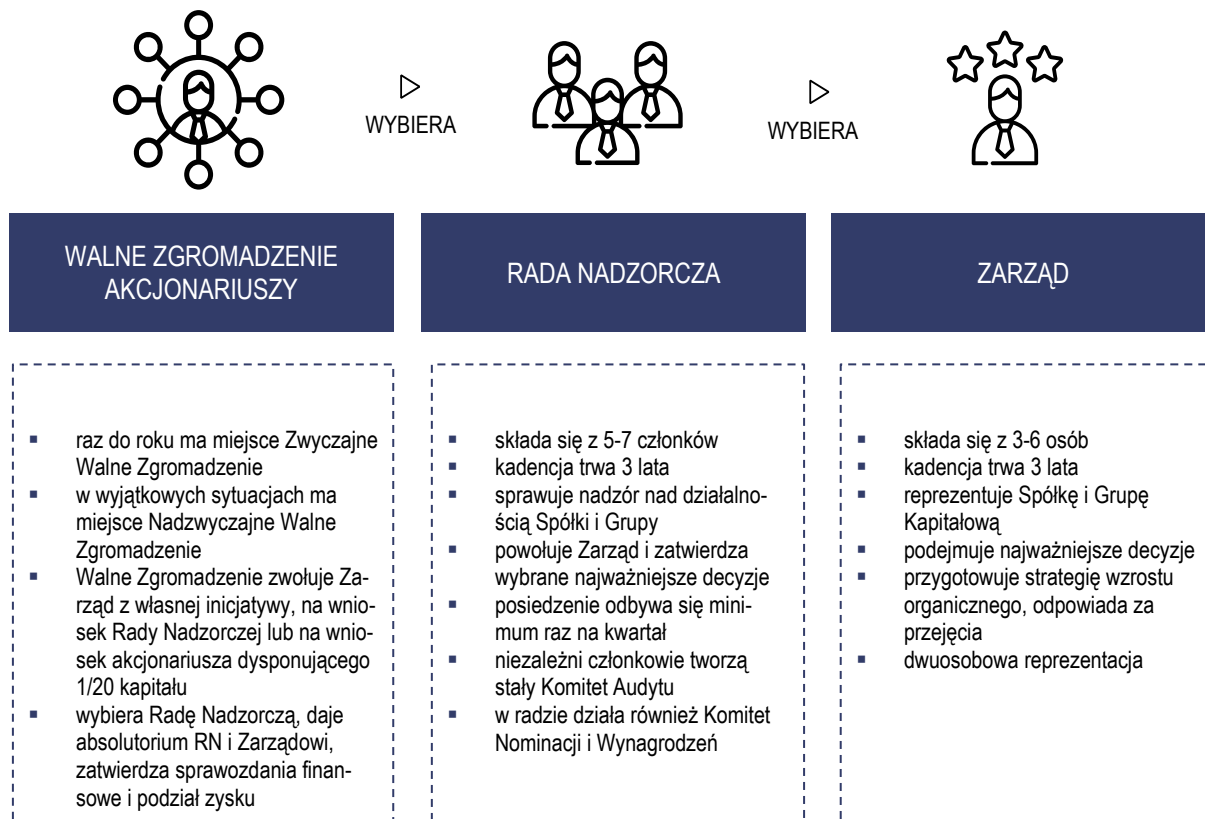 WYBIERA
WYBIERA
WALNE ZGROMADZENIE
AKCJONARIUSZY
RADA NADZORCZA
ZARZĄD
▪ raz do roku ma miejsce Zwyczajne
Walne Zgromadzenie
▪ w wyjątkowych sytuacjach ma
miejsce Nadzwyczajne Walne
Zgromadzenie
▪ Walne Zgromadzenie zwołuje Za-
rząd z własnej inicjatywy, na wnio-
sek Rady Nadzorczej lub na wnio-
sek akcjonariusza dysponującego
1/20 kapitału
▪ wybiera Radę Nadzorczą, daje
absolutorium RN i Zarządowi,
zatwierdza sprawozdania finan-
sowe i podział zysku
▪ składa się z 5-7 członków
▪ kadencja trwa 3 lata
▪ sprawuje nadzór nad działalno-
ścią Spółki i Grupy
▪ powołuje Zarząd i zatwierdza
wybrane najważniejsze decyzje
▪ posiedzenie odbywa się mini-
mum raz na kwartał
▪ niezależni członkowie tworzą
stały Komitet Audytu
▪ w radzie działa również Komitet
Nominacji i Wynagrodzeń
▪ składa się z 3-6 osób
▪ kadencja trwa 3 lata
▪ reprezentuje Spółkę i Grupę
Kapitałową
▪ podejmuje najważniejsze decyzje
▪ przygotowuje strategię wzrostu
organicznego, odpowiada za
przejęcia
▪ dwuosobowa reprezentacja